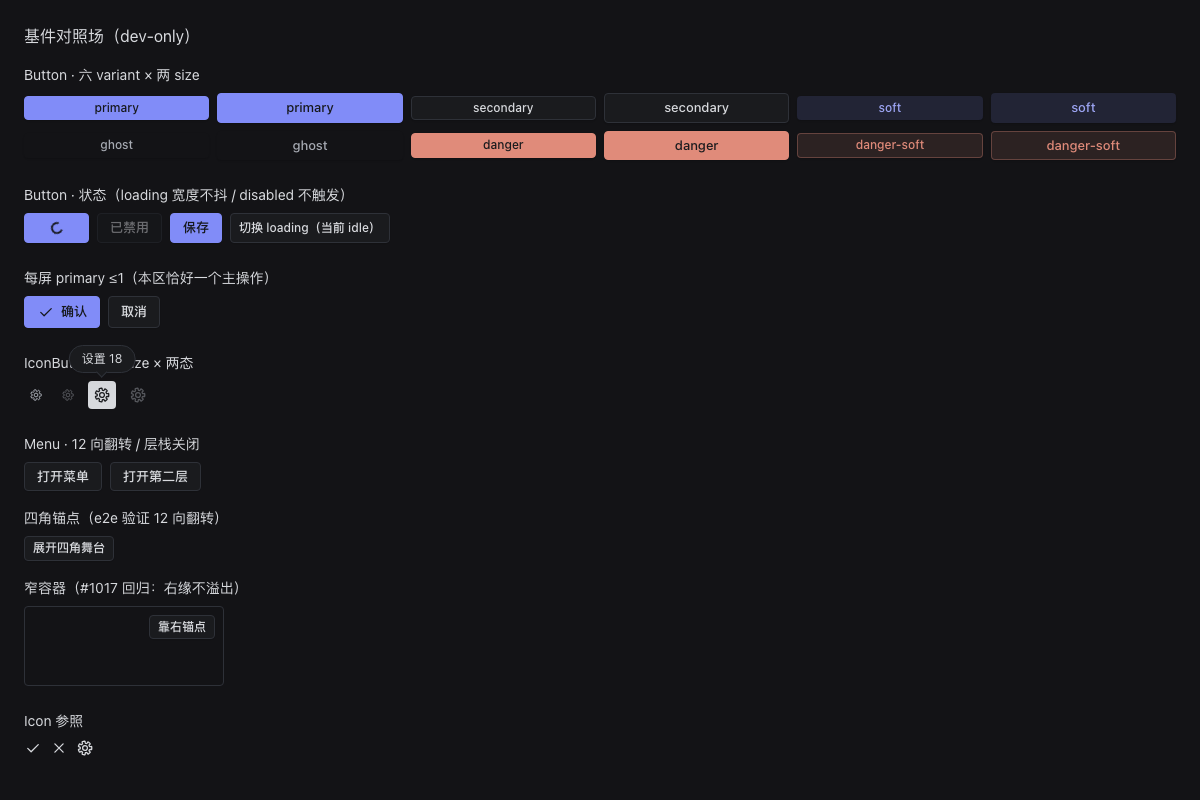 基件对照场（dev-only）
Button · 六 variant × 两 size
primary primary secondary secondary soft soft
ghost ghost danger danger danger-soft danger-soft
Button · 状态（loading 宽度不抖 / disabled 不触发）
已禁用 保存 切换 loading（当前 idle）
每屏 primary ≤1（本区恰好一个主操作）
确认 取消
设置 18
× 两态
Menu · 12 向翻转 / 层栈关闭
打开菜单 打开第二层
四角锚点（e2e 验证 12 向翻转）
展开四角舞台
窄容器（#1017 回归：右缘不溢出）
靠右锚点
Icon 参照